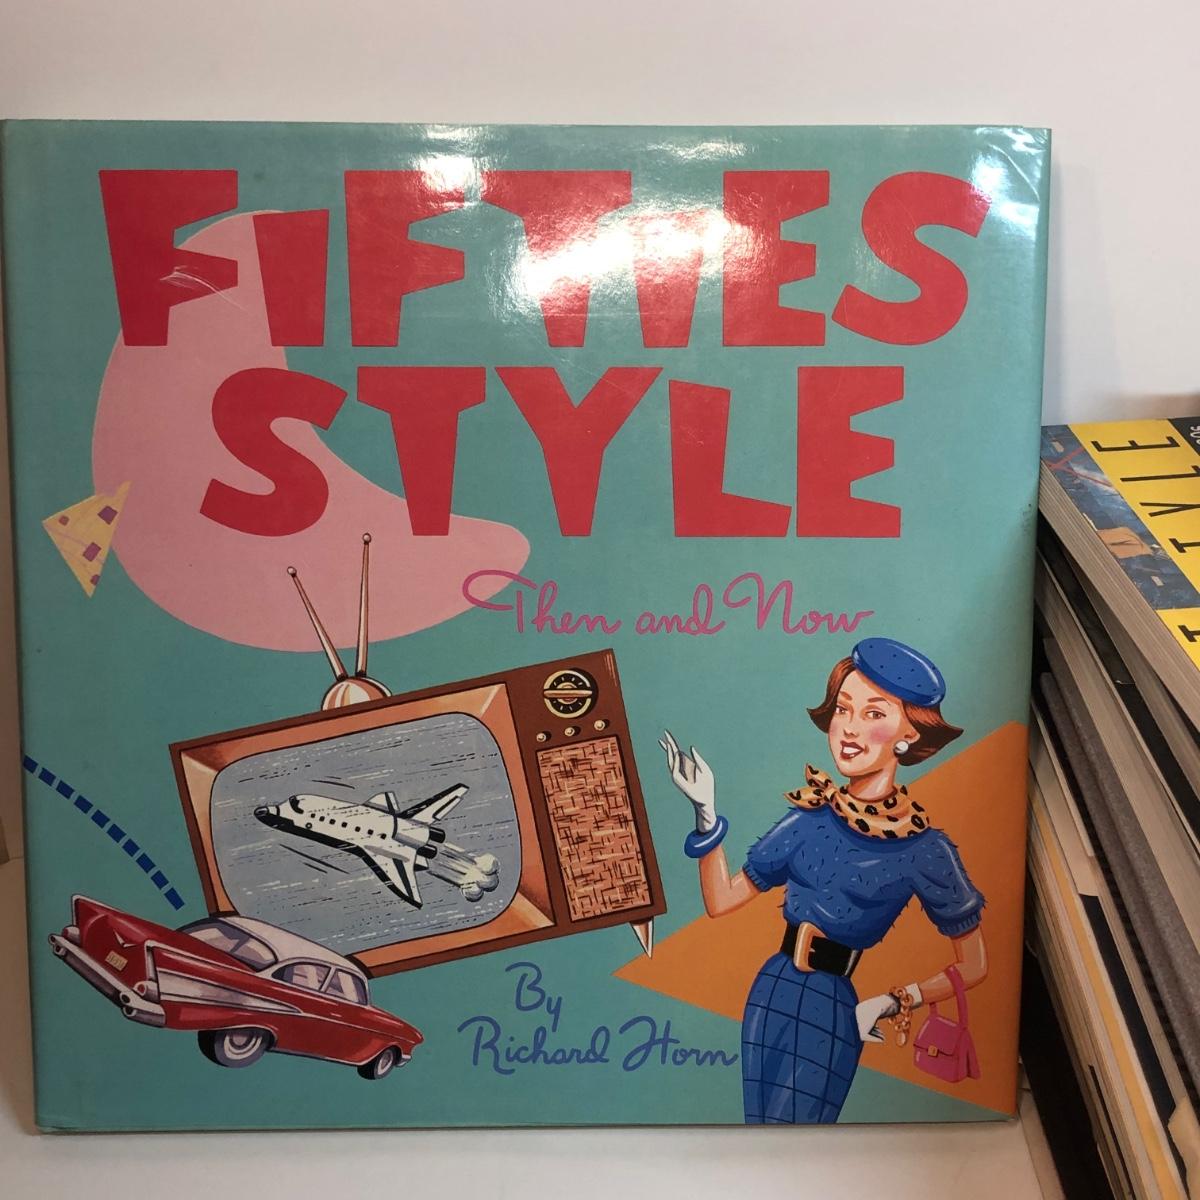 FIFTIES
STYLE
Then and Now
By
Richard Horn